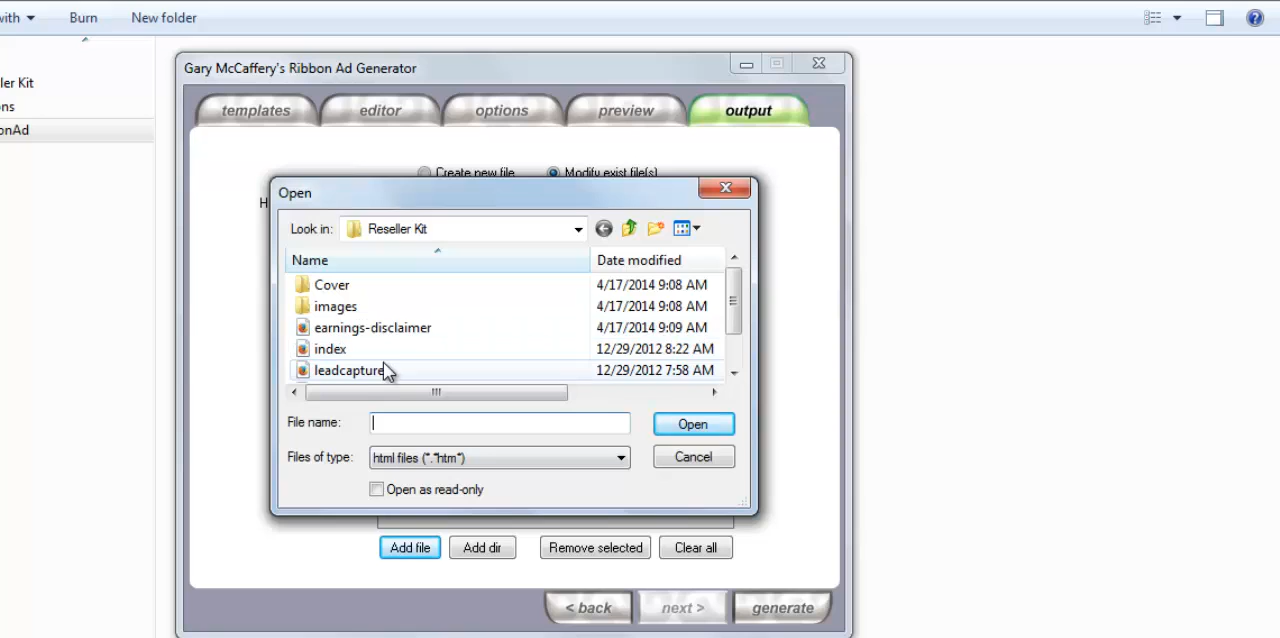 with Burn New folder
ler Kit
ns
onAd
Gary McCaffery's Ribbon Ad Generator
templates editor options preview output
Create new file Modify exist file(s)
H
Open
Look in: Reseller Kit
Name Date modified
Cover 4/17/2014 9:08 AM
images 4/17/2014 9:08 AM
earnings-disclaimer 4/17/2014 9:09 AM
index 12/29/2012 8:22 AM
leadcapture 12/29/2012 7:58 AM
File name: Open
Files of type: html files (*.*htm*) Cancel
Open as read-only
Add file Add dir Remove selected Clear all
< back next > generate